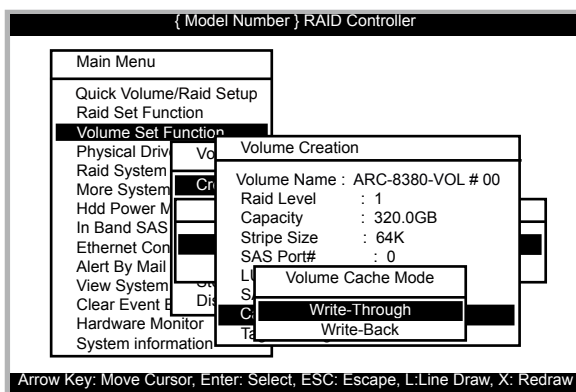 { Model Number } RAID Controller
Main Menu
Quick Volume/Raid Setup
Raid Set Function
Volume Set Function
Physical Driv
Raid System
More System
Hdd Power M
In Band SAS
Ethernet Con
Alert By Mail
View System
Clear Event E
Hardware Monitor
System information
Vo
Cr
Dis
Volume Creation
Volume Name : ARC-8380-VOL # 00
Raid Level : 1
Capacity : 320.0GB
Stripe Size : 64K
SAS Port# : 0
LU
S
C
Ta
Volume Cache Mode
Write-Through
Write-Back
Arrow Key: Move Cursor, Enter: Select, ESC: Escape, L:Line Draw, X: Redraw